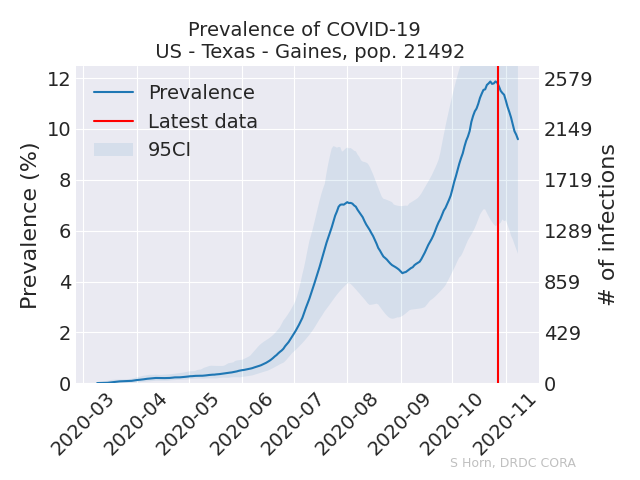 Prevalence of COVID-19
US - Texas - Gaines, pop. 21492
Prevalence (%)
12
10
8
6
4
2
0
Prevalence
Latest data
95CI
2579
2149
1719
1289
859
429
0
# of infections
2020-03
2020-04
2020-05
2020-06
2020-07
2020-08
2020-09
2020-10
2020-11
S Horn, DRDC CORA